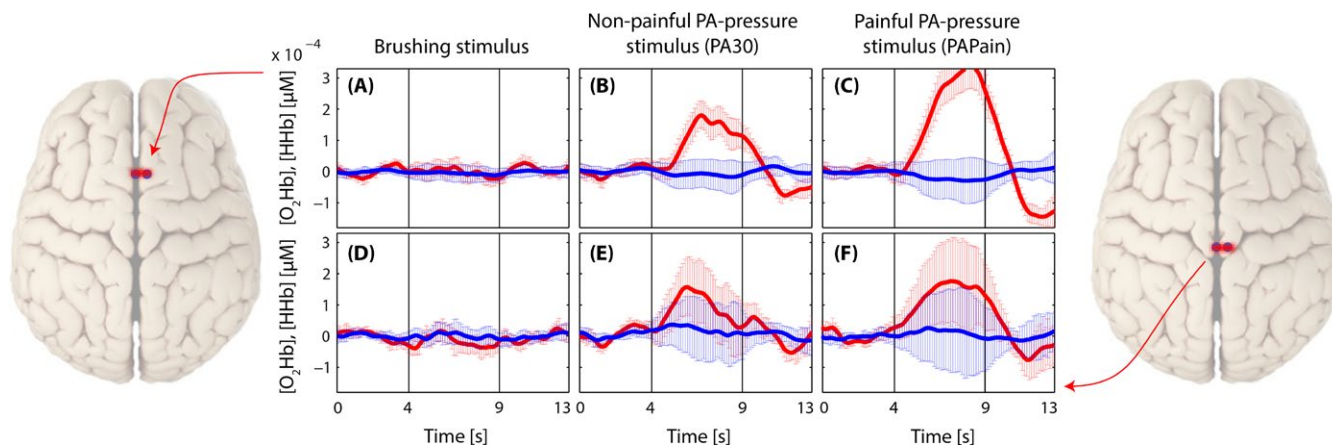 Brushing stimulus
Non-painful PA-pressure
stimulus (PA30)
Painful PA-pressure
stimulus (PAPain)
x 10⁻⁴
[O₂Hb], [HHb] [µM]
3
2
1
0
−1
(A)
(B)
(C)
[O₂Hb], [HHb] [µM]
3
2
1
0
−1
(D)
(E)
(F)
0 4 9 13 0 4 9 13 0 4 9 13
Time [s] Time [s] Time [s]